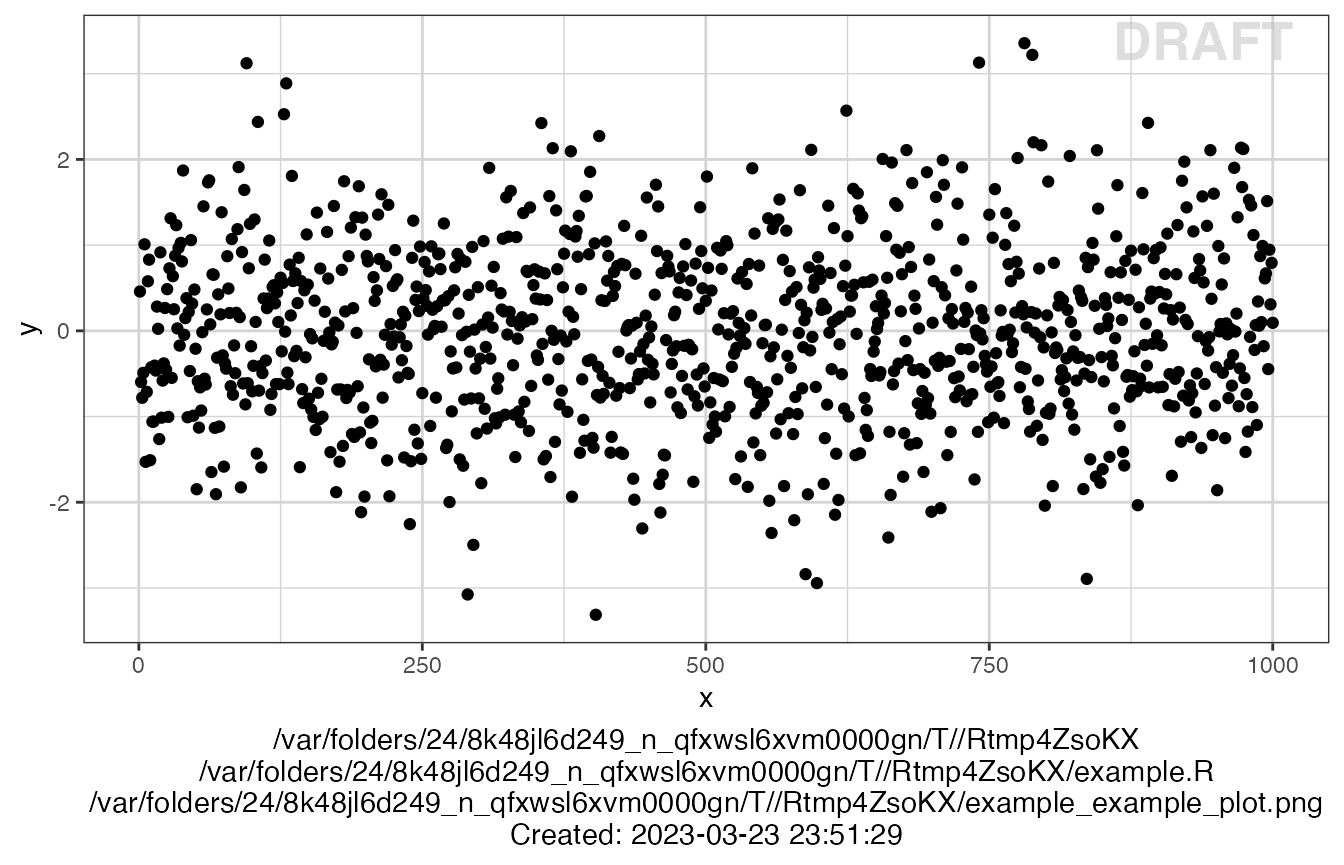 DRAFT
2
0
-2
y
0 250 500 750 1000
x
/var/folders/24/8k48jl6d249_n_qfxwsl6xvm0000gn/T//Rtmp4ZsoKX
/var/folders/24/8k48jl6d249_n_qfxwsl6xvm0000gn/T//Rtmp4ZsoKX/example.R
/var/folders/24/8k48jl6d249_n_qfxwsl6xvm0000gn/T//Rtmp4ZsoKX/example_example_plot.png
Created: 2023-03-23 23:51:29